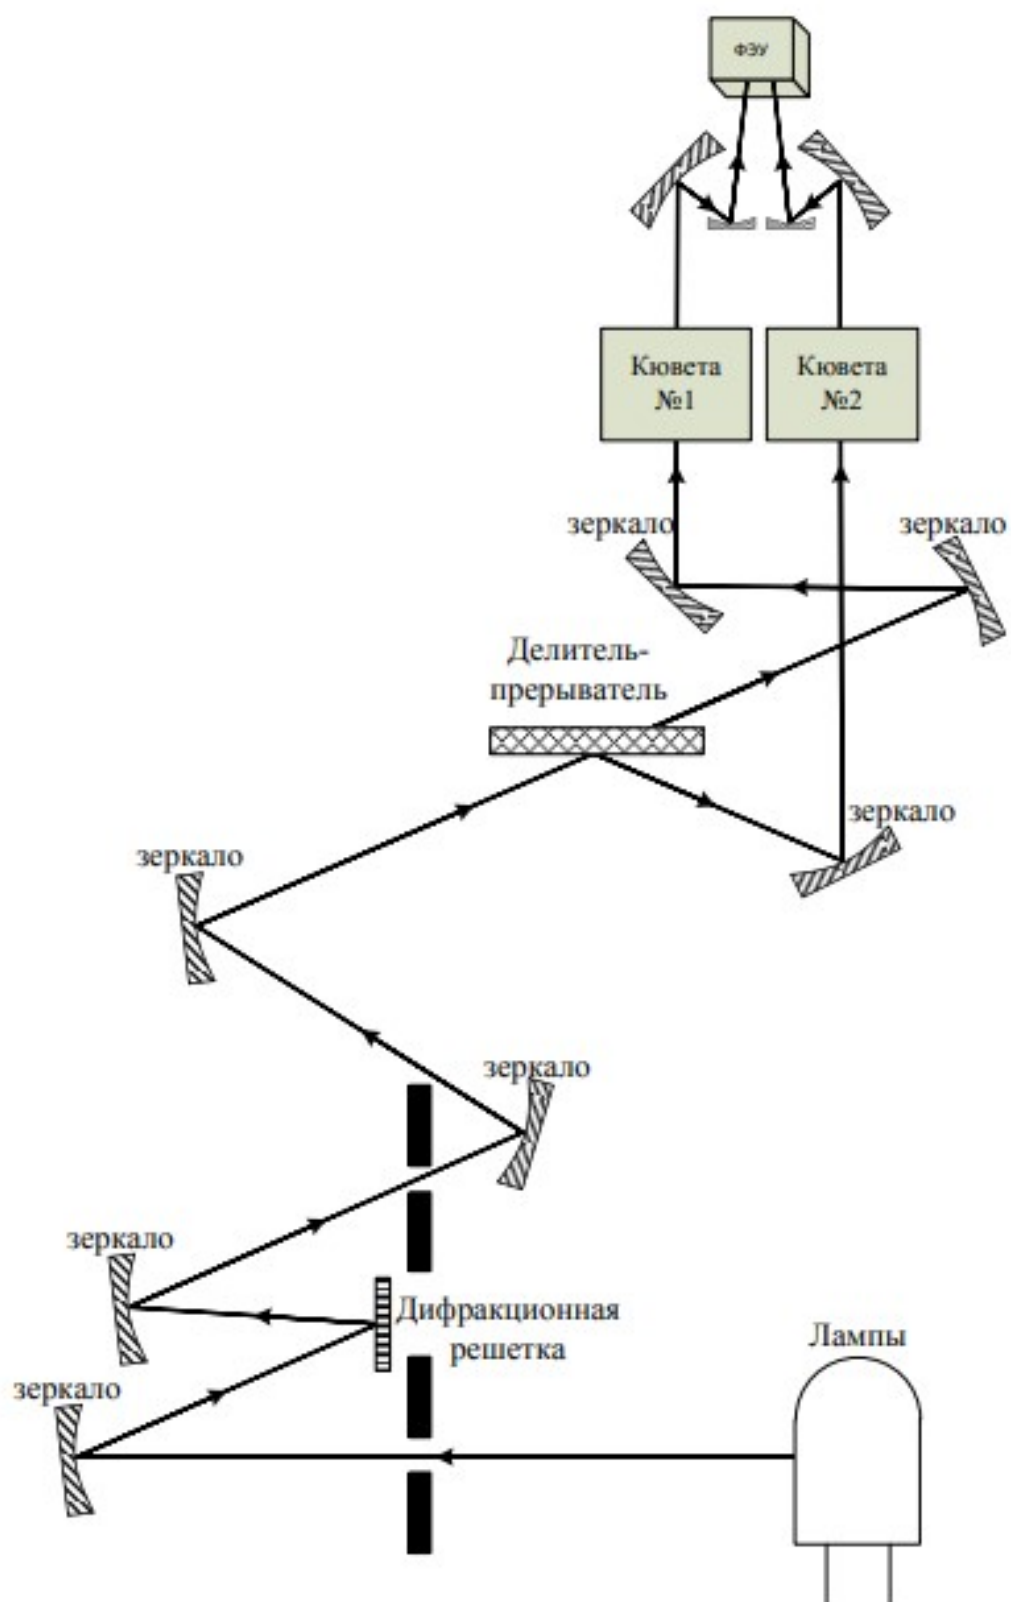 ФЭУ
Кювета
№1
Кювета
№2
зеркало
зеркало
Делитель-
прерыватель
зеркало
зеркало
зеркало
зеркало
Дифракционная
решетка
Лампы
зеркало